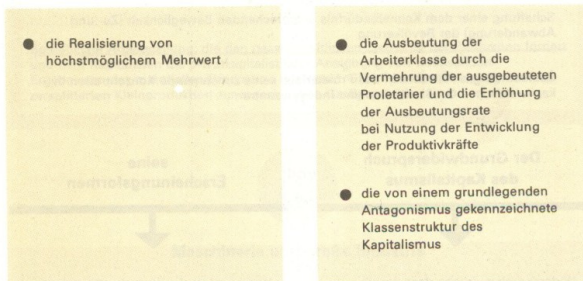 ● die Realisierung von
höchstmöglichem Mehrwert
● die Ausbeutung der
Arbeiterklasse durch die
Vermehrung der ausgebeuteten
Proletarier und die Erhöhung
der Ausbeutungsrate
bei Nutzung der Entwicklung
der Produktivkräfte
● die von einem grundlegenden
Antagonismus gekennzeichnete
Klassenstruktur des
Kapitalismus